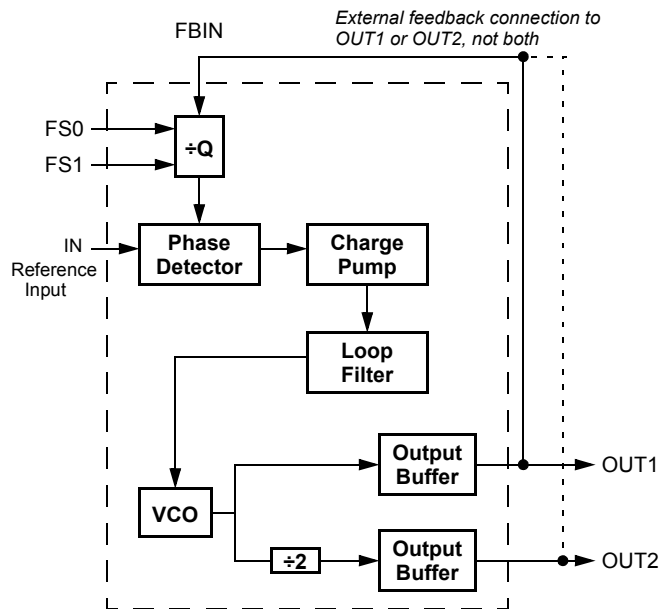 External feedback connection to
FBIN
OUT1 or OUT2, not both
FS0
÷Q
FS1
IN
Reference
Input
Phase
Detector
Charge
Pump
Loop
Filter
Output
Buffer
OUT1
VCO
÷2
Output
Buffer
OUT2